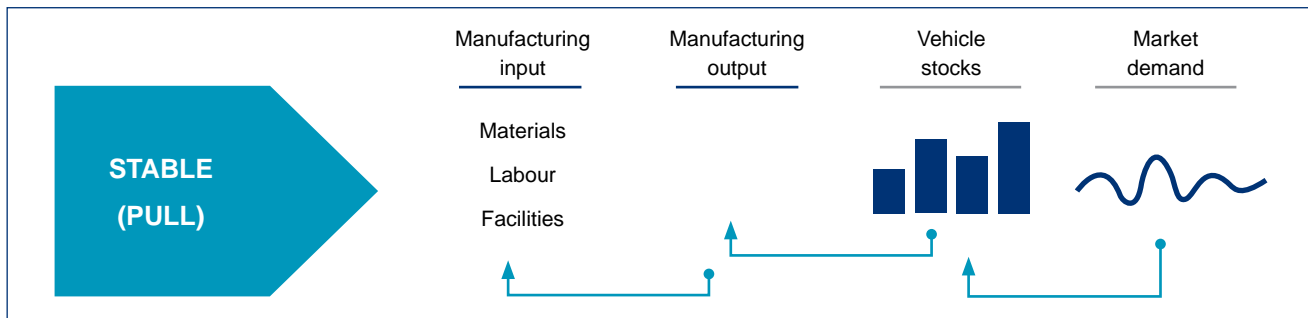 STABLE
(PULL)
Manufacturing
input
Materials
Labour
Facilities
Manufacturing
output
Vehicle
stocks
Market
demand